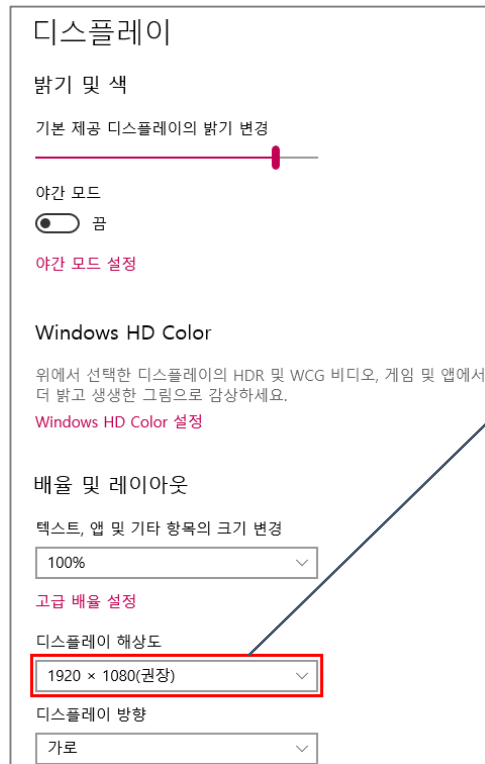 디스플레이
밝기 및 색
기본 제공 디스플레이의 밝기 변경
야간 모드
끔
야간 모드 설정
Windows HD Color
위에서 선택한 디스플레이의 HDR 및 WCG 비디오, 게임 및 앱에서
더 밝고 생생한 그림으로 감상하세요.
Windows HD Color 설정
배율 및 레이아웃
텍스트, 앱 및 기타 항목의 크기 변경
100%
고급 배율 설정
디스플레이 해상도
1920 × 1080(권장)
디스플레이 방향
가로